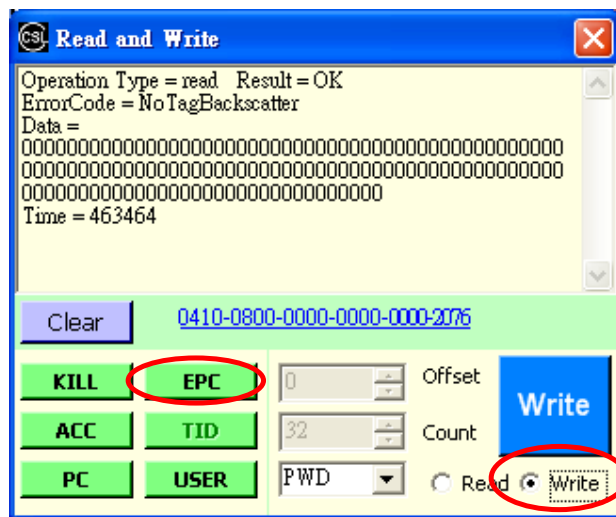 CSL Read and Write
Operation Type = read Result = OK
ErrorCode = NoTagBackscatter
Data =
000000000000000000000000000000000000000000000000
000000000000000000000000000000000000000000000000
00000000000000000000000000000000
Time = 463464
Clear 0410-0800-0000-0000-0000-2076
KILL EPC 0 Offset Write
ACC TID 32 Count
PC USER PWD Read Write